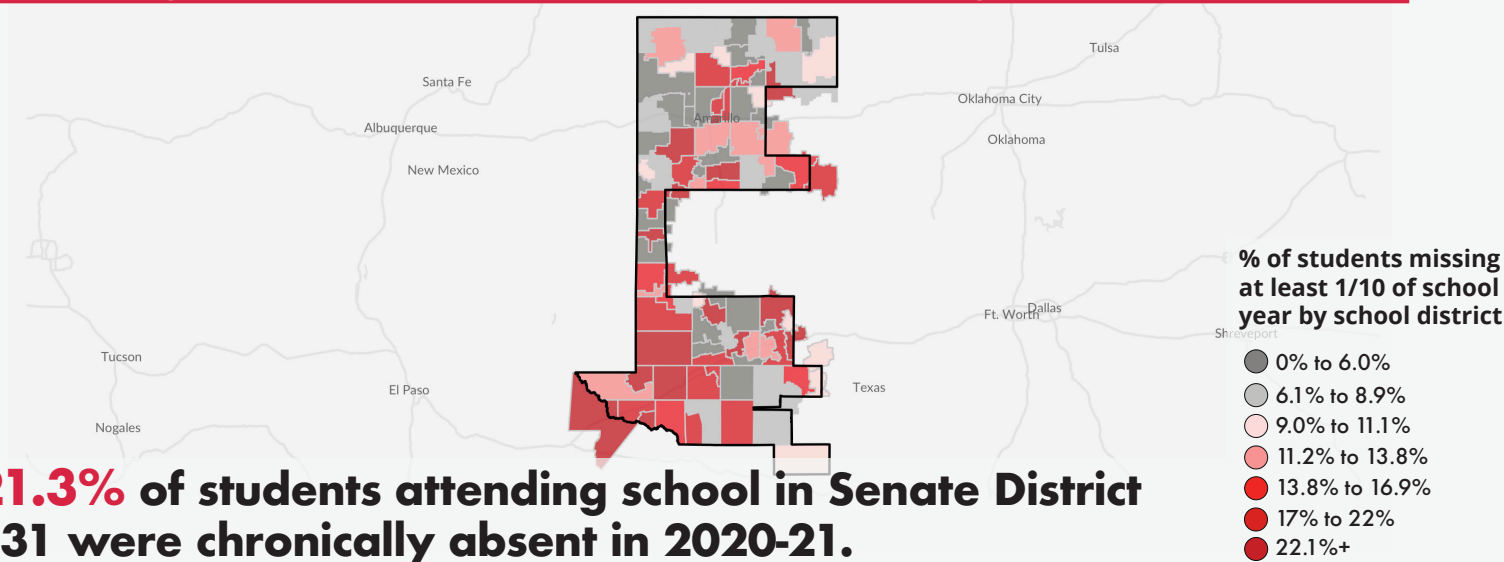 Tulsa
Santa Fe
Oklahoma City
Amarillo
Albuquerque
Oklahoma
New Mexico
% of students missing
at least 1/10 of school
year by school district
Dallas
Ft. Worth
Shreveport
Tucson
0% to 6.0%
El Paso
Texas
6.1% to 8.9%
Nogales
9.0% to 11.1%
11.2% to 13.8%
13.8% to 16.9%
17% to 22%
22.1%+
21.3% of students attending school in Senate District
31 were chronically absent in 2020-21.